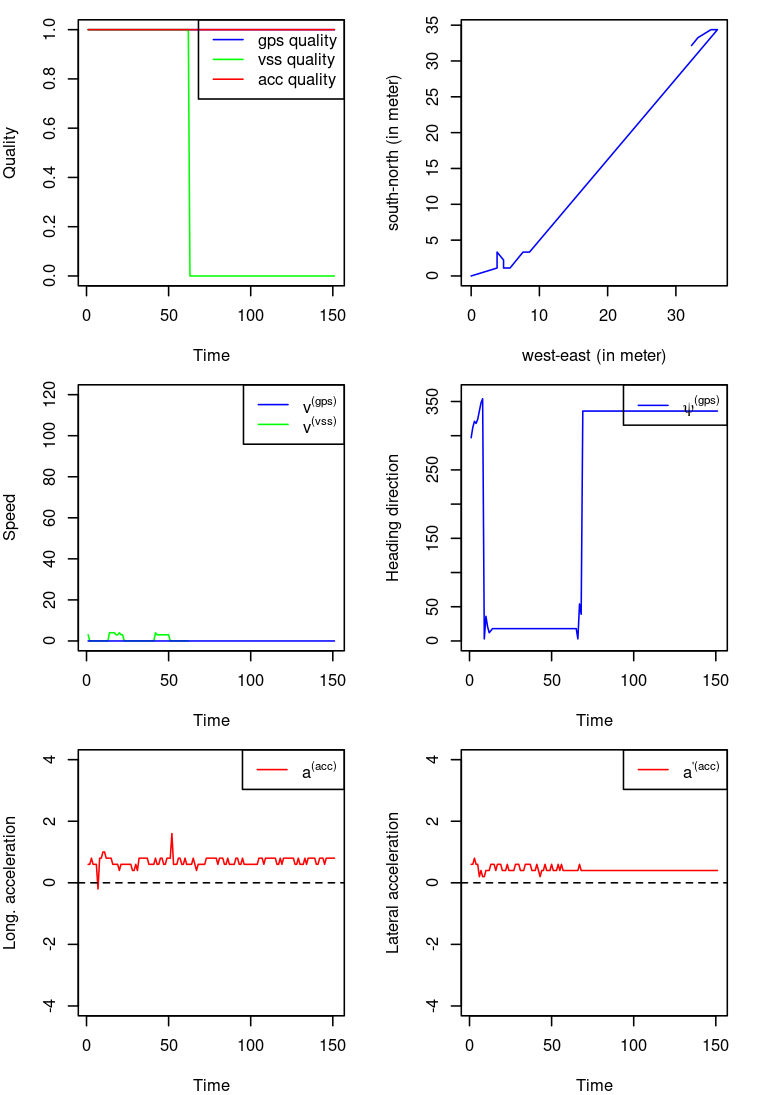 gps quality
vss quality
acc quality
Quality
0.0 0.2 0.4 0.6 0.8 1.0
0 50 100 150
Time
south-north (in meter)
0 5 10 15 20 25 30 35
0 10 20 30
west-east (in meter)
v(gps)
v(vss)
Speed
0 20 40 60 80 100 120
0 50 100 150
Time
ψ(gps)
Heading direction
0 50 150 250 350
0 50 100 150
Time
a(acc)
Long. acceleration
-4 -2 0 2 4
0 50 100 150
Time
a'(acc)
Lateral acceleration
-4 -2 0 2 4
0 50 100 150
Time